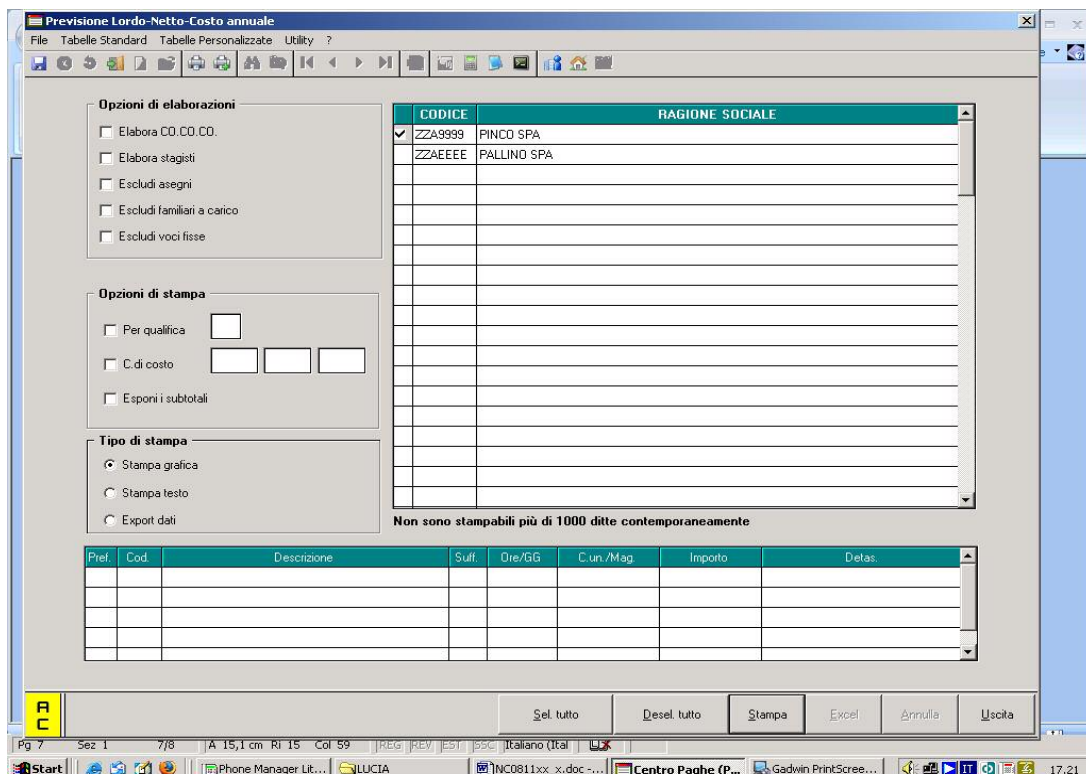 Previsione Lordo-Netto-Costo annuale
File Tabelle Standard Tabelle Personalizzate Utility ?
Opzioni di elaborazioni
Elabora CO.CO.CO.
Elabora stagisti
Escludi asegni
Escludi familiari a carico
Escludi voci fisse
CODICE RAGIONE SOCIALE
ZZA9999 PINCO SPA
ZZAEEEE PALLINO SPA
Opzioni di stampa
Per qualifica
C.di costo
Esponi i subtotali
Tipo di stampa
Stampa grafica
Stampa testo
Export dati
Non sono stampabili più di 1000 ditte contemporaneamente
Pref. Cod. Descrizione Suff. Ore/GG C.un./Mag. Importo Detas.
A
C
Sel. tutto Desel. tutto Stampa Excel Annulla Uscita
Pg 7 Sez 1 7/8 A 15,1 cm Ri 15 Col 59 REG REV EST SSC Italiano (Ital
Start Phone Manager Lit... LUCIA NC0811xx_x.doc -... Centro Paghe (P... Gadwin PrintScree... IT 17.21